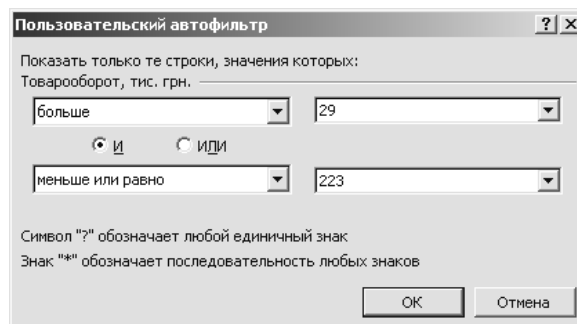 Пользовательский автофильтр ? ×
Показать только те строки, значения которых:
Товарооборот, тис. грн.
больше 29
И ИЛИ
меньше или равно 223
Символ "?" обозначает любой единичный знак
Знак "*" обозначает последовательность любых знаков
ОК Отмена